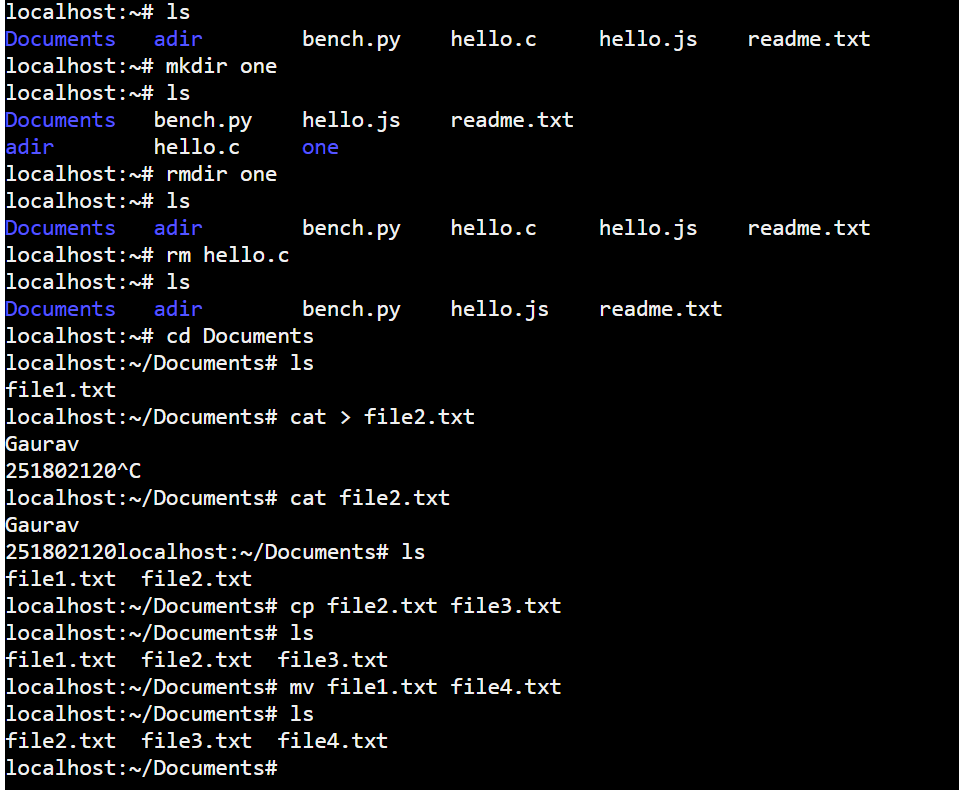 localhost:~# ls
Documents   adir        bench.py    hello.c     hello.js    readme.txt
localhost:~# mkdir one
localhost:~# ls
Documents   bench.py    hello.js    readme.txt
adir        hello.c     one
localhost:~# rmdir one
localhost:~# ls
Documents   adir        bench.py    hello.c     hello.js    readme.txt
localhost:~# rm hello.c
localhost:~# ls
Documents   adir        bench.py    hello.js    readme.txt
localhost:~# cd Documents
localhost:~/Documents# ls
file1.txt
localhost:~/Documents# cat > file2.txt
Gaurav
251802120^C
localhost:~/Documents# cat file2.txt
Gaurav
251802120localhost:~/Documents# ls
file1.txt  file2.txt
localhost:~/Documents# cp file2.txt file3.txt
localhost:~/Documents# ls
file1.txt  file2.txt  file3.txt
localhost:~/Documents# mv file1.txt file4.txt
localhost:~/Documents# ls
file2.txt  file3.txt  file4.txt
localhost:~/Documents#